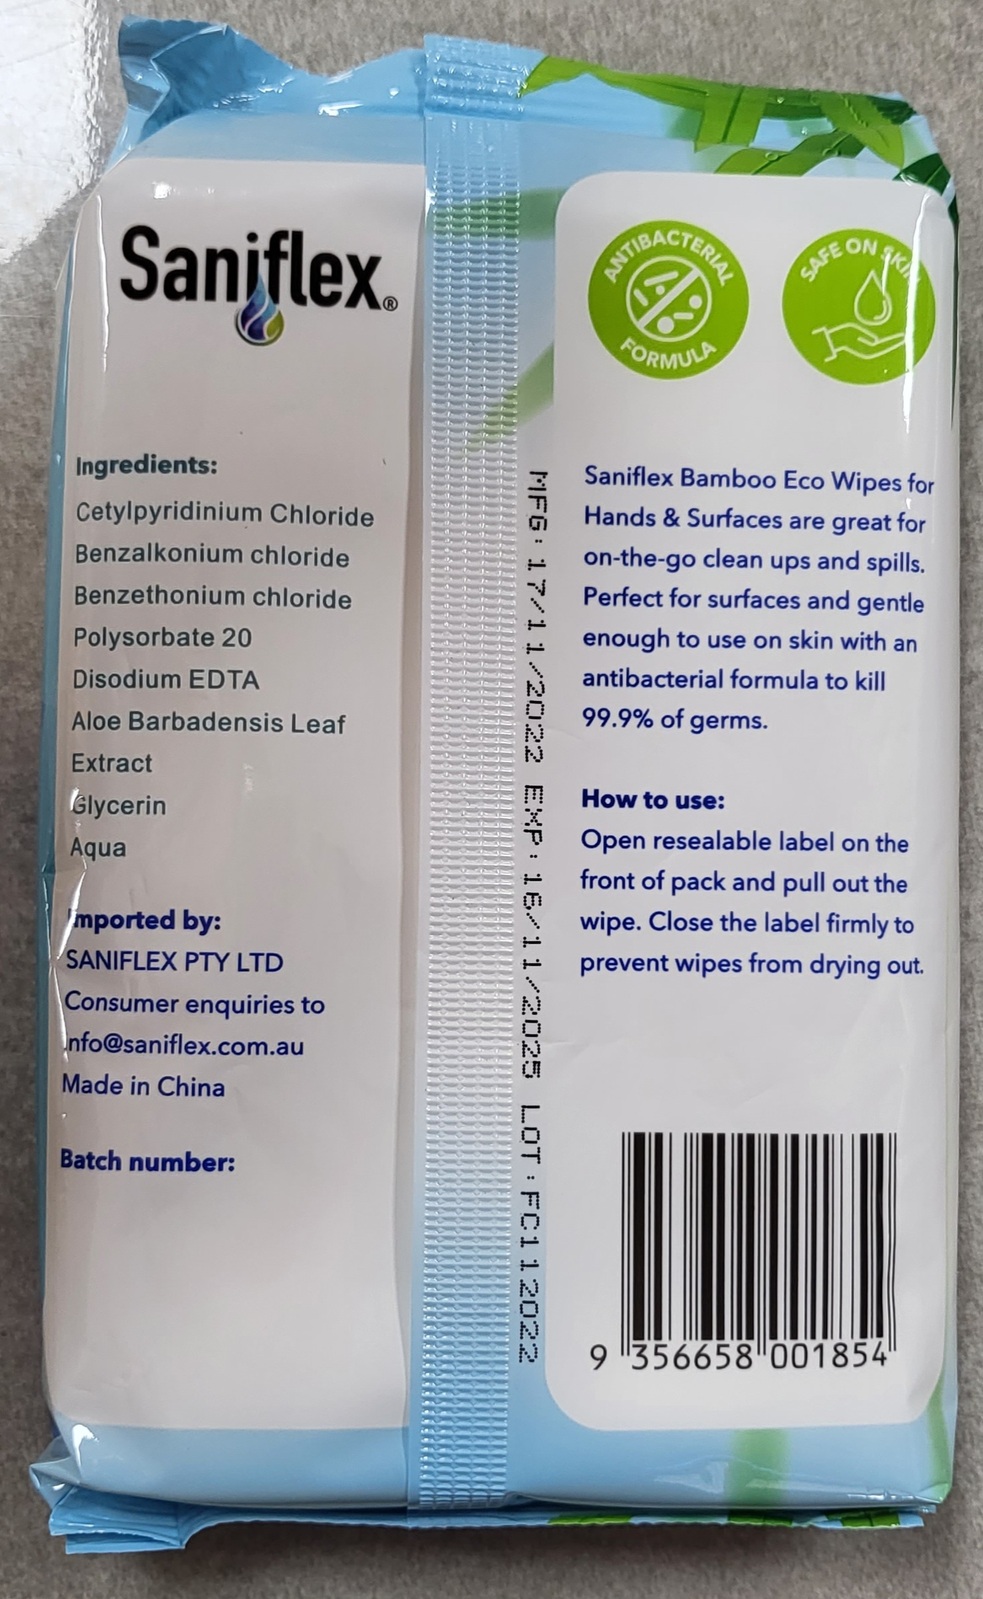 Saniflex®
Ingredients:
Cetylpyridinium Chloride
Benzalkonium chloride
Benzethonium chloride
Polysorbate 20
Disodium EDTA
Aloe Barbadensis Leaf
Extract
Glycerin
Aqua
Imported by:
SANIFLEX PTY LTD
Consumer enquiries to
info@saniflex.com.au
Made in China
Batch number:
MFG: 17/11/2022 EXP: 16/11/2025 LOT: FC112022
ANTIBACTERIAL
FORMULA
SAFE ON SKIN
Saniflex Bamboo Eco Wipes for
Hands & Surfaces are great for
on-the-go clean ups and spills.
Perfect for surfaces and gentle
enough to use on skin with an
antibacterial formula to kill
99.9% of germs.
How to use:
Open resealable label on the
front of pack and pull out the
wipe. Close the label firmly to
prevent wipes from drying out.
9 356658 001854